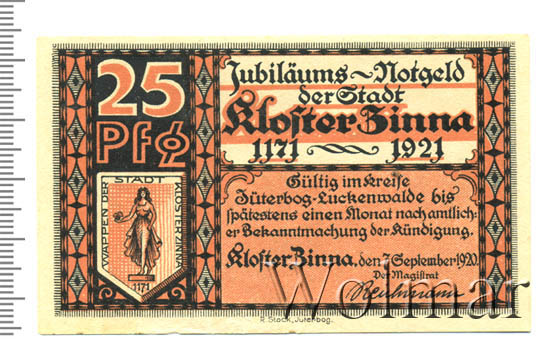 25
Pfg
Jubiläums~Notgeld
der Stadt
Kloster Zinna
1171 1921
WAPPEN DER STADT KLOSTER ZINNA
1171
Gültig im Kreise
Jüterbog-Luckenwalde bis
spätestens einen Monat nach amtlich-
er Bekanntmachung der Kündigung.
Kloster Zinna, den 7. September 1920.
Der Magistrat
R. Stock, Jüterbog.
Wolmar